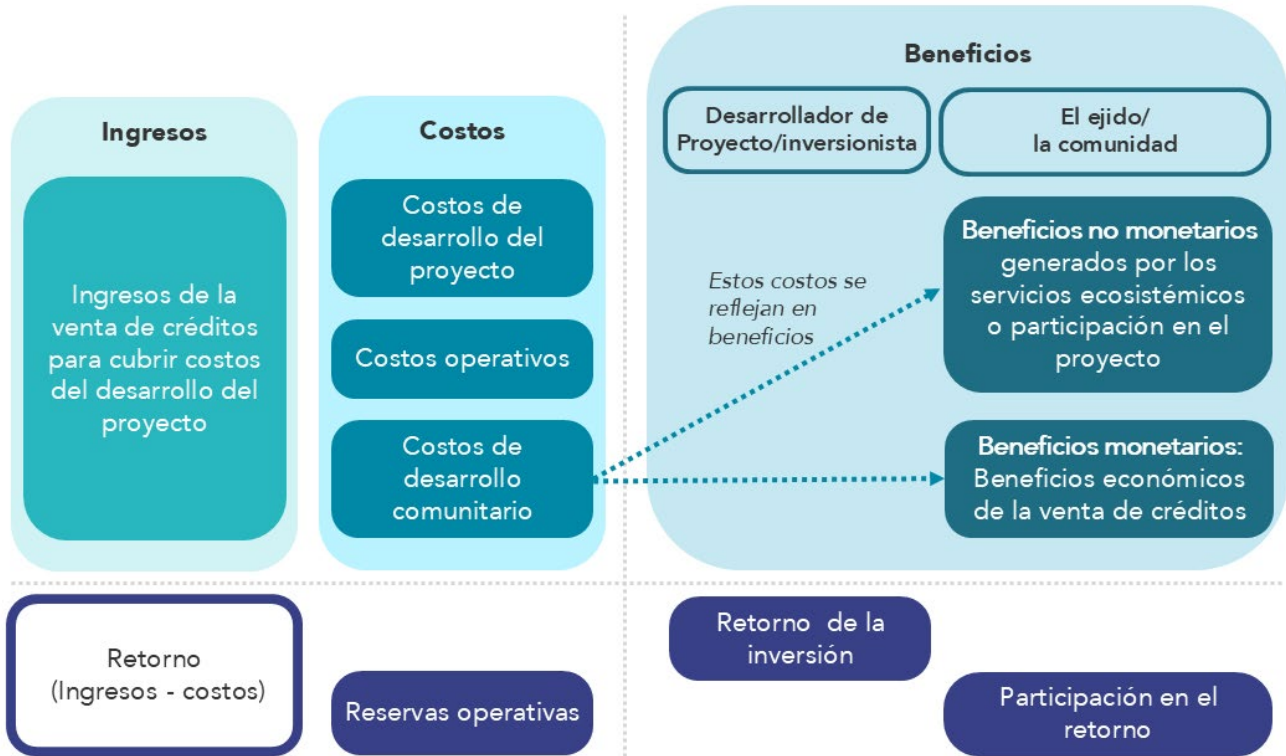 Ingresos
Ingresos de la
venta de créditos
para cubrir costos
del desarrollo del
proyecto
Costos
Costos de
desarrollo del
proyecto
Costos operativos
Costos de
desarrollo
comunitario
Beneficios
Desarrollador de
Proyecto/inversionista
El ejido/
la comunidad
Estos costos se
reflejan en
beneficios
Beneficios no monetarios
generados por los
servicios ecosistémicos
o participación en el
proyecto
Beneficios monetarios:
Beneficios económicos
de la venta de créditos
Retorno
(Ingresos - costos)
Reservas operativas
Retorno de la
inversión
Participación en el
retorno